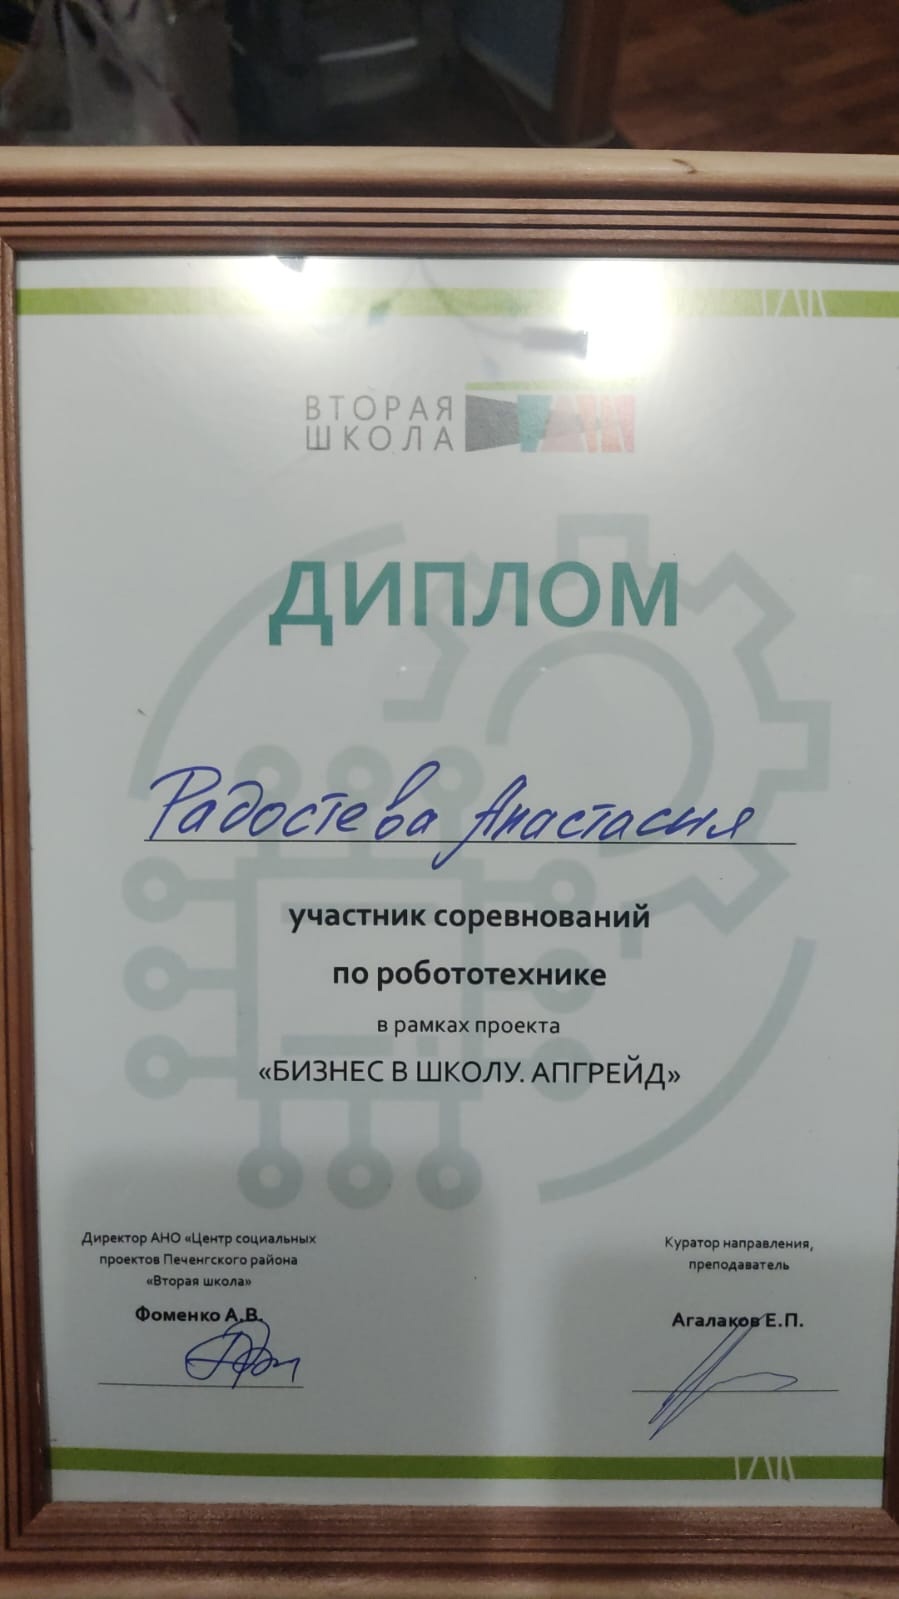 ВТОРАЯ
ШКОЛА
ДИПЛОМ
Радостева Анастасия
участник соревнований
по робототехнике
в рамках проекта
«БИЗНЕС В ШКОЛУ. АПГРЕЙД»
Директор АНО «Центр социальных
проектов Печенгского района
«Вторая школа»
Фоменко А.В.
Куратор направления,
преподаватель
Агалаков Е.П.